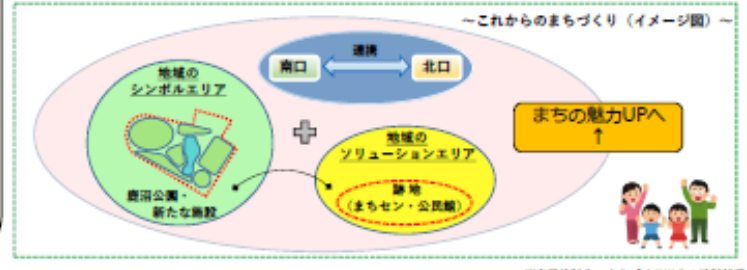 ～これからのまちづくり（イメージ図）～
連携
南口
北口
地域の
シンボルエリア
まちの魅力UPへ
↑
地域の
ソリューションエリア
跡地
（まちセン・公民館）
鹿沼公園・
新たな施設